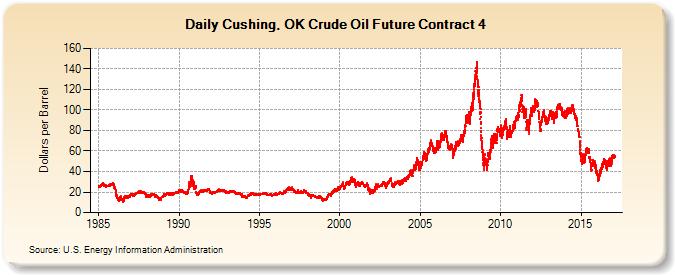 Daily Cushing, OK Crude Oil Future Contract 4
Dollars per Barrel
160
140
120
100
80
60
40
20
0
1985 1990 1995 2000 2005 2010 2015
Source: U.S. Energy Information Administration